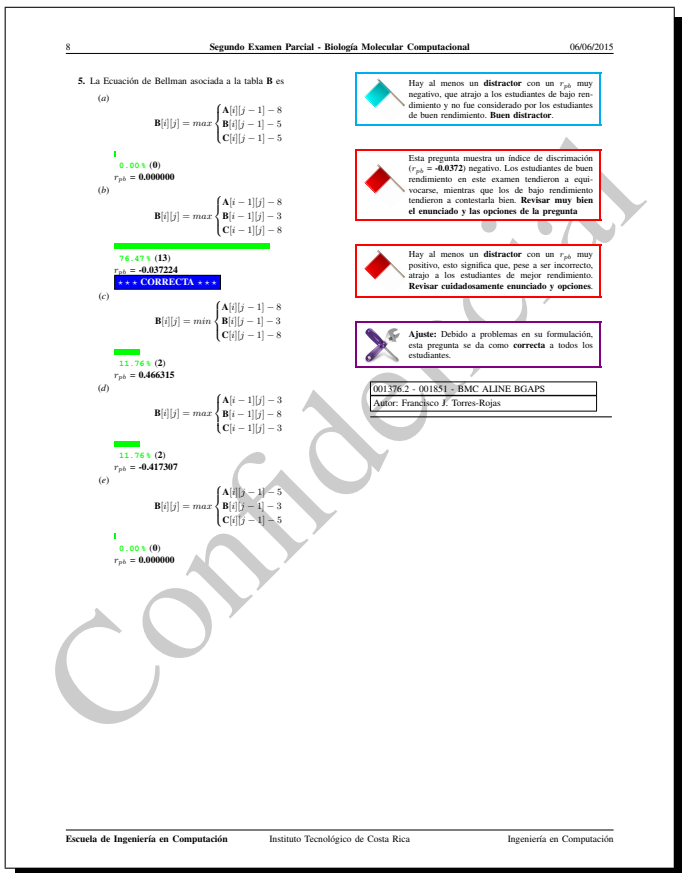 8 Segundo Examen Parcial - Biología Molecular Computacional 06/06/2015
5. La Ecuación de Bellman asociada a la tabla B es
(a)
B[i][j] = max { A[i][j − 1] − 8
B[i][j − 1] − 5
C[i][j − 1] − 5
0.00 % (0)
r_pb = 0.000000
(b)
B[i][j] = max { A[i − 1][j] − 8
B[i − 1][j] − 3
C[i − 1][j] − 8
76.47 % (13)
r_pb = -0.037224
⋆ ⋆ ⋆ CORRECTA ⋆ ⋆ ⋆
(c)
B[i][j] = min { A[i − 1][j] − 8
B[i − 1][j] − 3
C[i − 1][j] − 8
11.76 % (2)
r_pb = 0.466315
(d)
B[i][j] = max { A[i − 1][j] − 3
B[i − 1][j] − 8
C[i − 1][j] − 3
11.76 % (2)
r_pb = -0.417307
(e)
B[i][j] = max { A[i][j − 1] − 5
B[i][j − 1] − 3
C[i][j − 1] − 5
0.00 % (0)
r_pb = 0.000000
Hay al menos un distractor con un r_pb muy
negativo, que atrajo a los estudiantes de bajo ren-
dimiento y no fue considerado por los estudiantes
de buen rendimiento. Buen distractor.
Esta pregunta muestra un índice de discrimación
(r_pb = -0.0372) negativo. Los estudiantes de buen
rendimiento en este examen tendieron a equi-
vocarse, mientras que los de bajo rendimiento
tendieron a contestarla bien. Revisar muy bien
el enunciado y las opciones de la pregunta
Hay al menos un distractor con un r_pb muy
positivo, esto significa que, pese a ser incorrecto,
atrajo a los estudiantes de mejor rendimiento.
Revisar cuidadosamente enunciado y opciones.
Ajuste: Debido a problemas en su formulación,
esta pregunta se da como correcta a todos los
estudiantes.
001376.2 - 001851 - BMC ALINE BGAPS
Autor: Francisco J. Torres-Rojas
Confidencial
Escuela de Ingeniería en Computación Instituto Tecnológico de Costa Rica Ingeniería en Computación